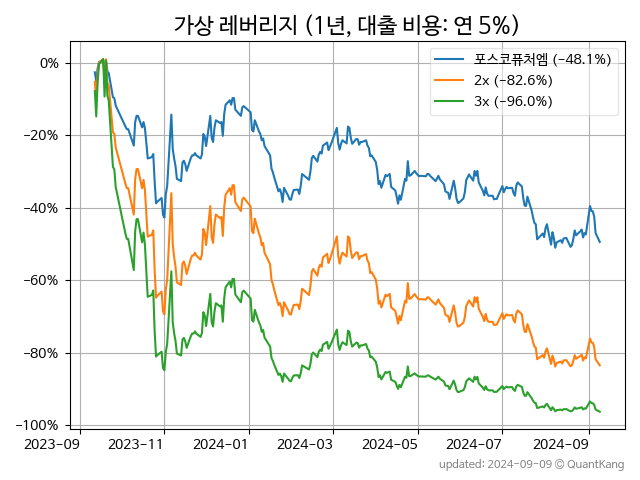 가상 레버리지 (1년, 대출 비용: 연 5%)
포스코퓨처엠 (−48.1%)
2x (−82.6%)
3x (−96.0%)
0%
−20%
−40%
−60%
−80%
−100%
2023-09 2023-11 2024-01 2024-03 2024-05 2024-07 2024-09
updated: 2024-09-09 © QuantKang